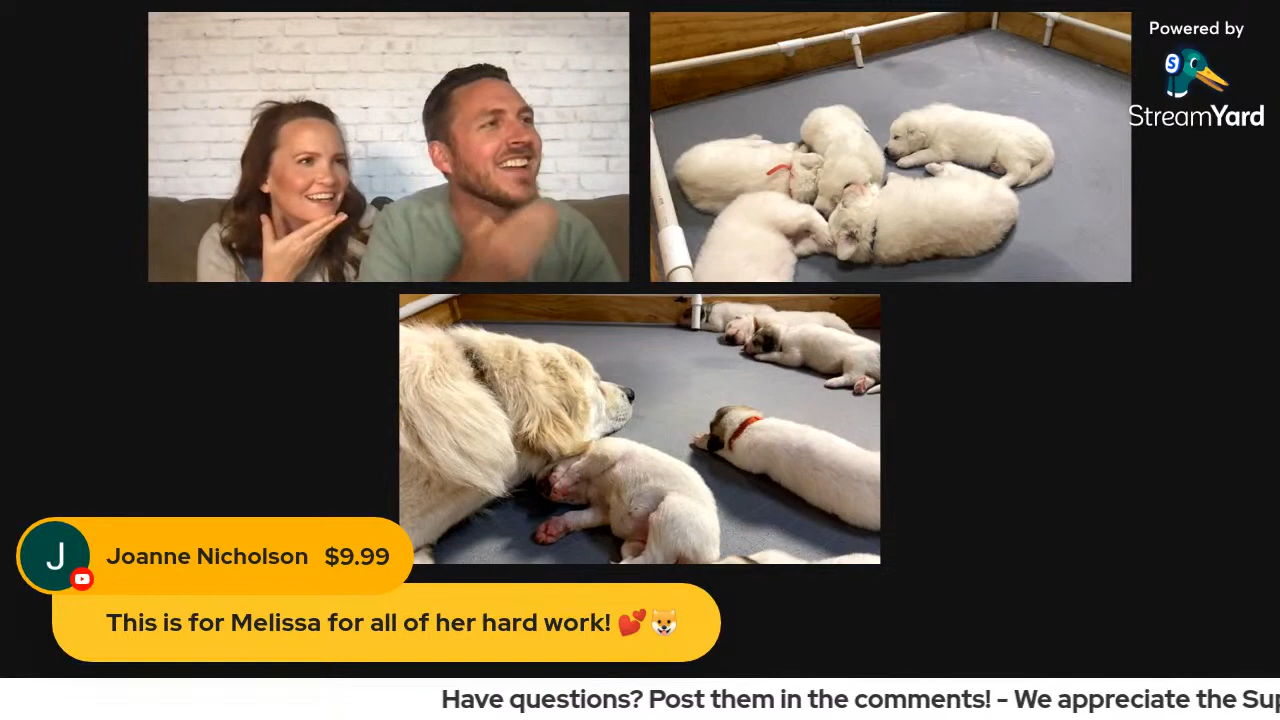 Powered by
StreamYard
J
Joanne Nicholson $9.99
This is for Melissa for all of her hard work! 💕🐶
Have questions? Post them in the comments! - We appreciate the Sup